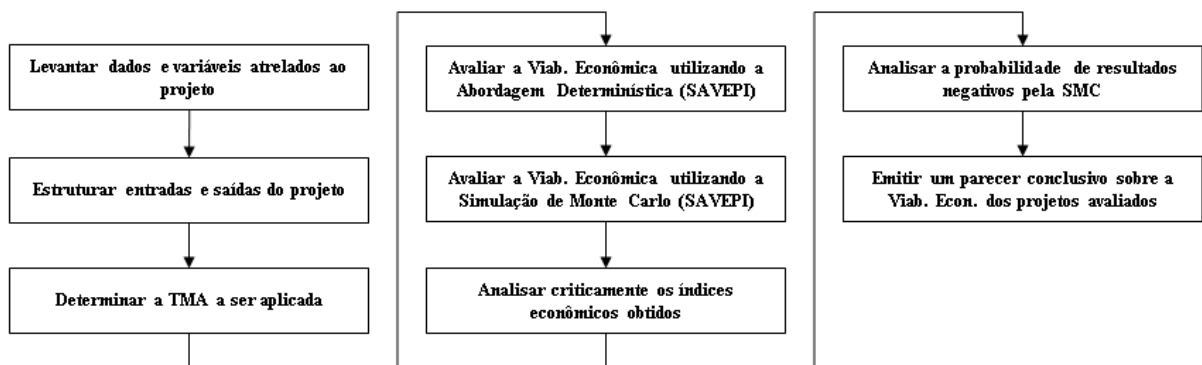 Levantar dados e variáveis atrelados ao
projeto
Estruturar entradas e saídas do projeto
Determinar a TMA a ser aplicada
Avaliar a Viab. Econômica utilizando a
Abordagem Determinística (SAVEPI)
Avaliar a Viab. Econômica utilizando a
Simulação de Monte Carlo (SAVEPI)
Analisar criticamente os índices
econômicos obtidos
Analisar a probabilidade de resultados
negativos pela SMC
Emitir um parecer conclusivo sobre a
Viab. Econ. dos projetos avaliados